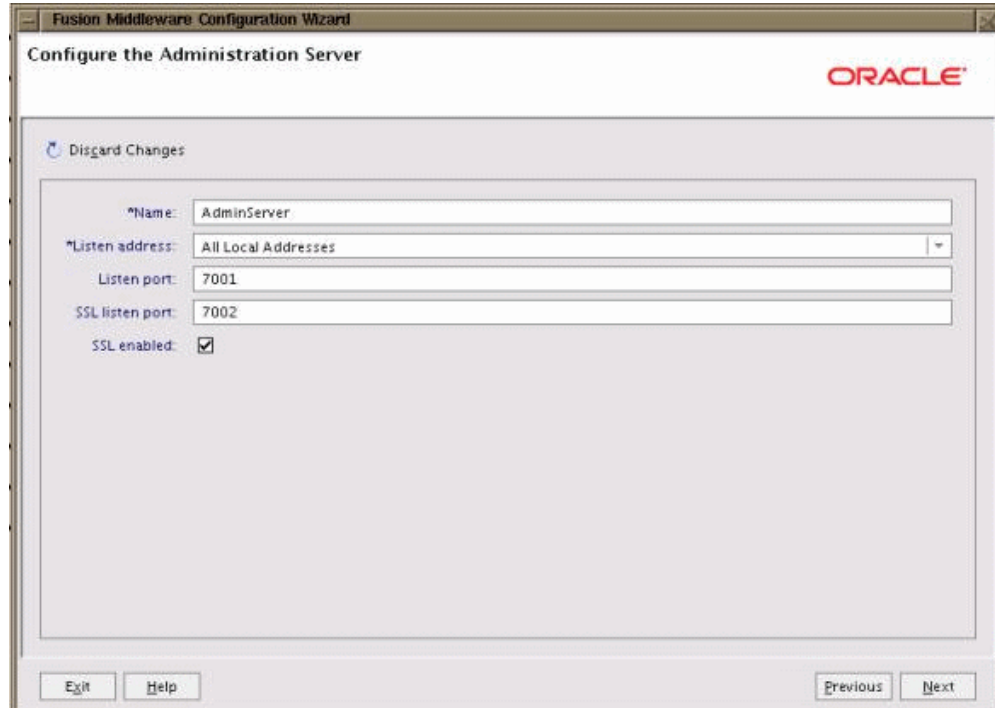 Fusion Middleware Configuration Wizard
Configure the Administration Server
ORACLE
Discard Changes
*Name: AdminServer
*Listen address: All Local Addresses
Listen port: 7001
SSL listen port: 7002
SSL enabled:
Exit Help Previous Next